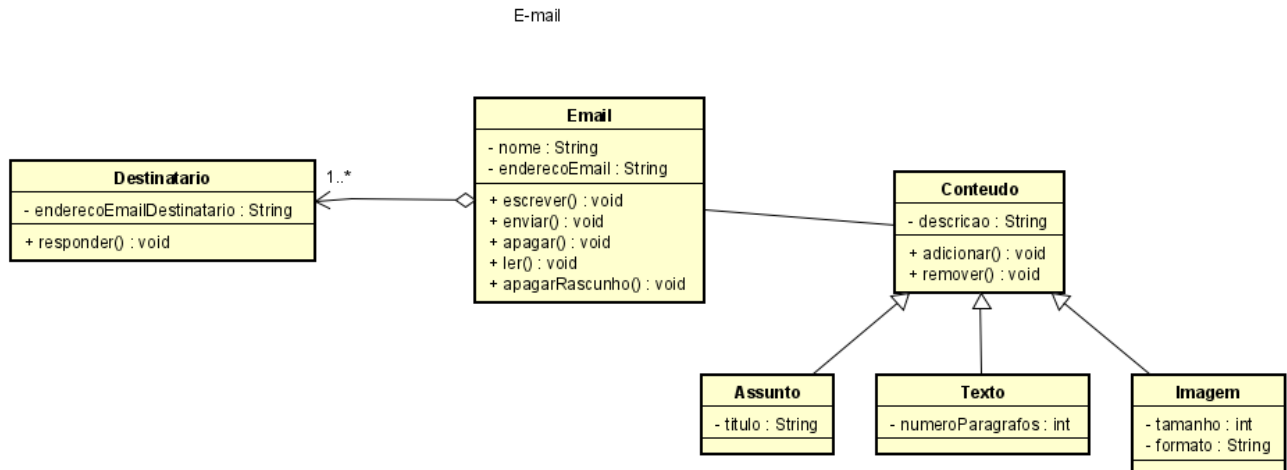 E-mail
Destinatario
- enderecoEmailDestinatario : String
+ responder() : void
1..*
Email
- nome : String
- enderecoEmail : String
+ escrever() : void
+ enviar() : void
+ apagar() : void
+ ler() : void
+ apagarRascunho() : void
Conteudo
- descricao : String
+ adicionar() : void
+ remover() : void
Assunto
- titulo : String
Texto
- numeroParagrafos : int
Imagem
- tamanho : int
- formato : String